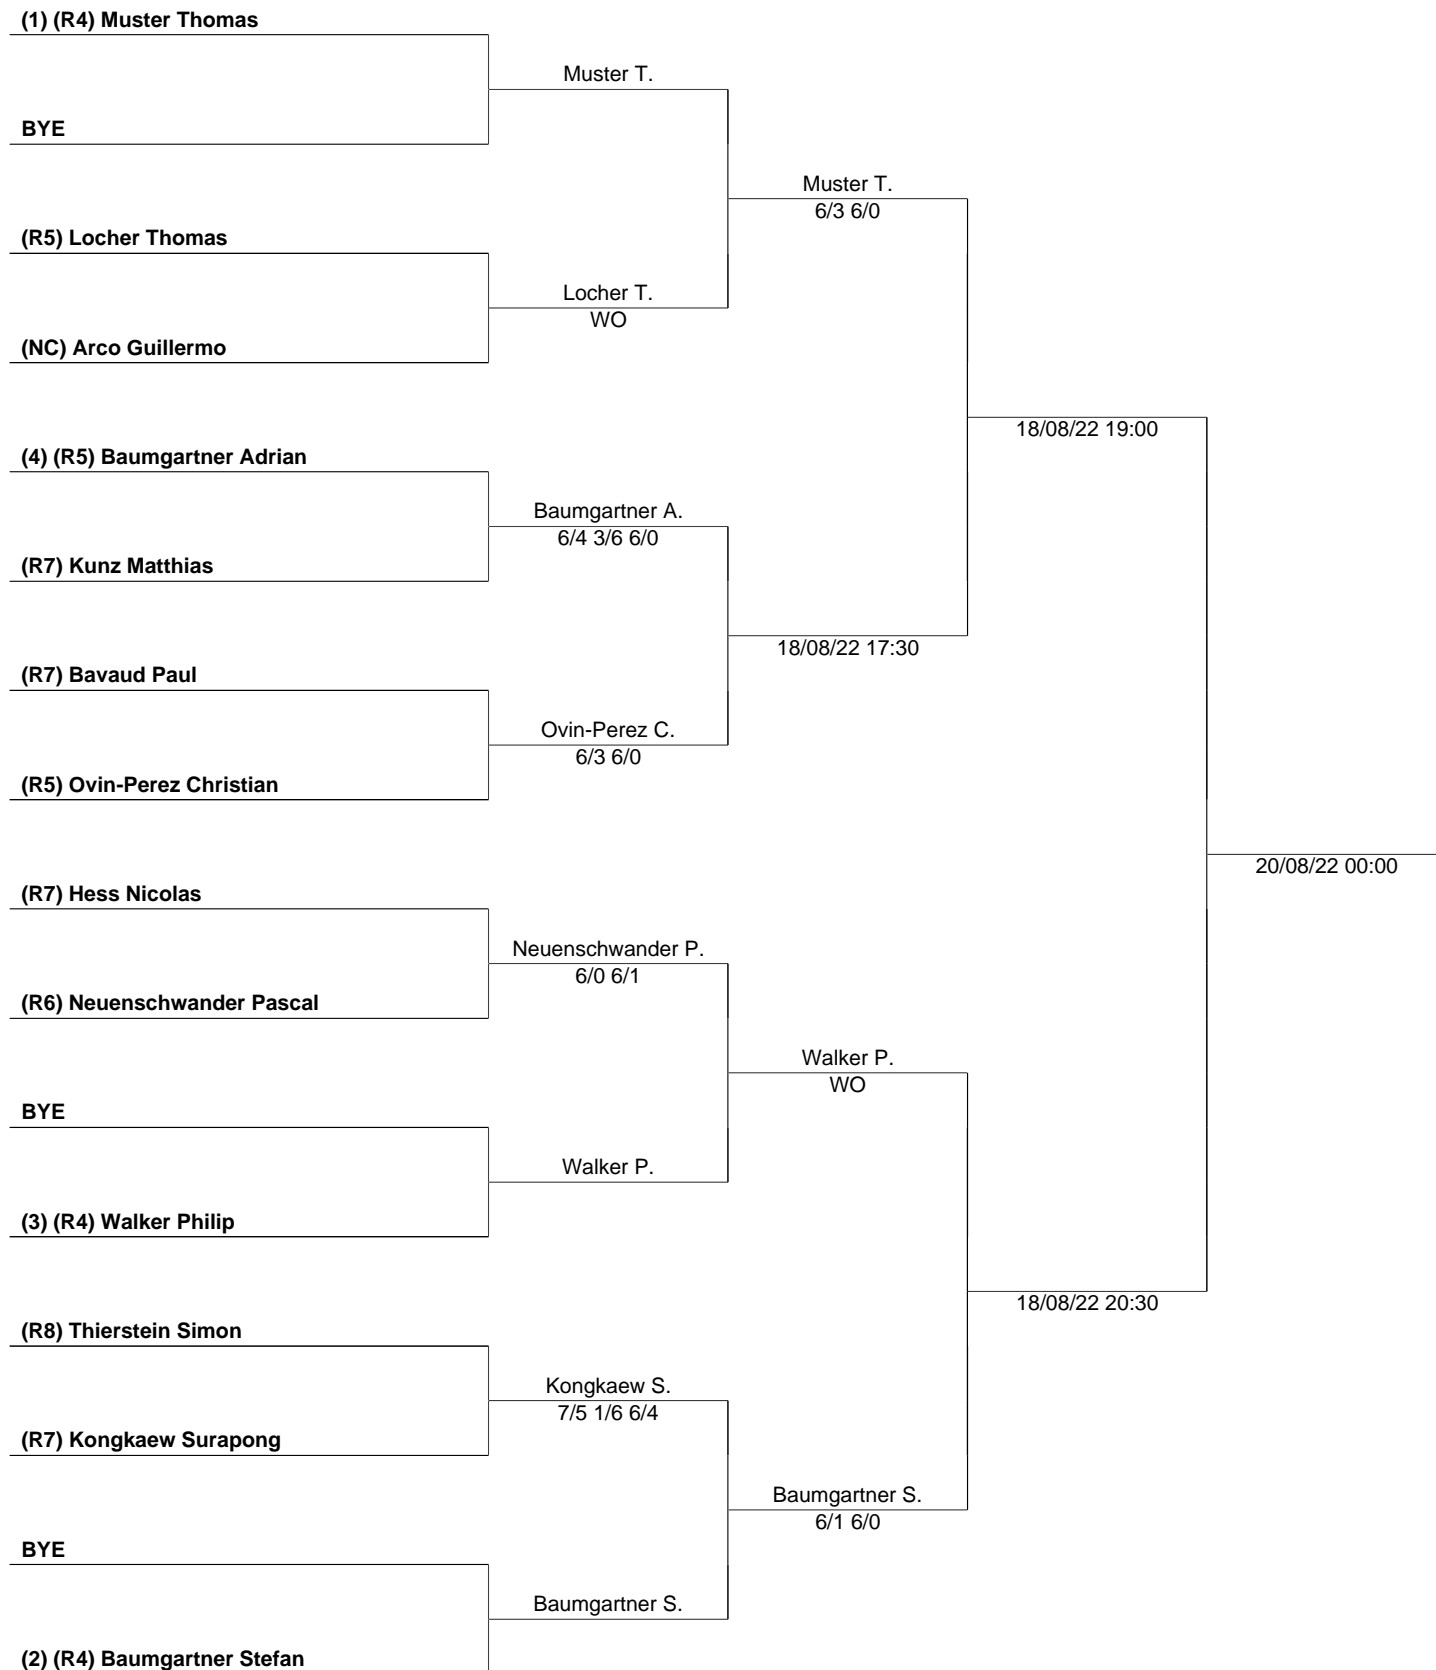 (1) (R4) Muster Thomas
Muster T.
BYE
Muster T.
6/3 6/0
(R5) Locher Thomas
Locher T.
WO
(NC) Arco Guillermo
18/08/22 19:00
(4) (R5) Baumgartner Adrian
Baumgartner A.
6/4 3/6 6/0
(R7) Kunz Matthias
18/08/22 17:30
(R7) Bavaud Paul
Ovin-Perez C.
6/3 6/0
(R5) Ovin-Perez Christian
20/08/22 00:00
(R7) Hess Nicolas
Neuenschwander P.
6/0 6/1
(R6) Neuenschwander Pascal
Walker P.
WO
BYE
Walker P.
(3) (R4) Walker Philip
18/08/22 20:30
(R8) Thierstein Simon
Kongkaew S.
7/5 1/6 6/4
(R7) Kongkaew Surapong
Baumgartner S.
6/1 6/0
BYE
Baumgartner S.
(2) (R4) Baumgartner Stefan